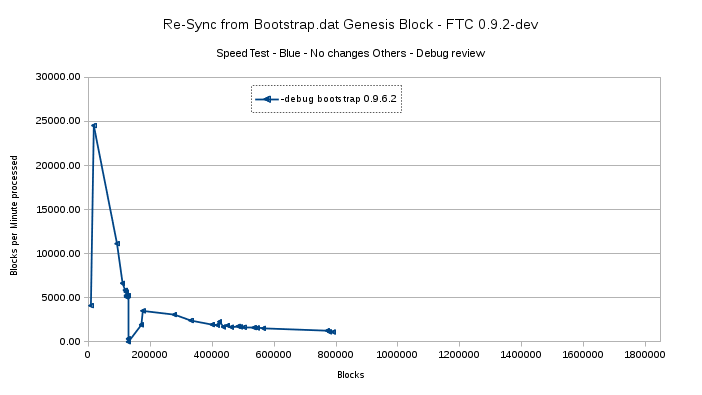 Re-Sync from Bootstrap.dat Genesis Block - FTC 0.9.2-dev
Speed Test - Blue - No changes Others - Debug review
30000.00
25000.00
20000.00
15000.00
10000.00
5000.00
0.00
-debug bootstrap 0.9.6.2
Blocks per Minute processed
0 200000 400000 600000 800000 1000000 1200000 1400000 1600000 1800000
Blocks